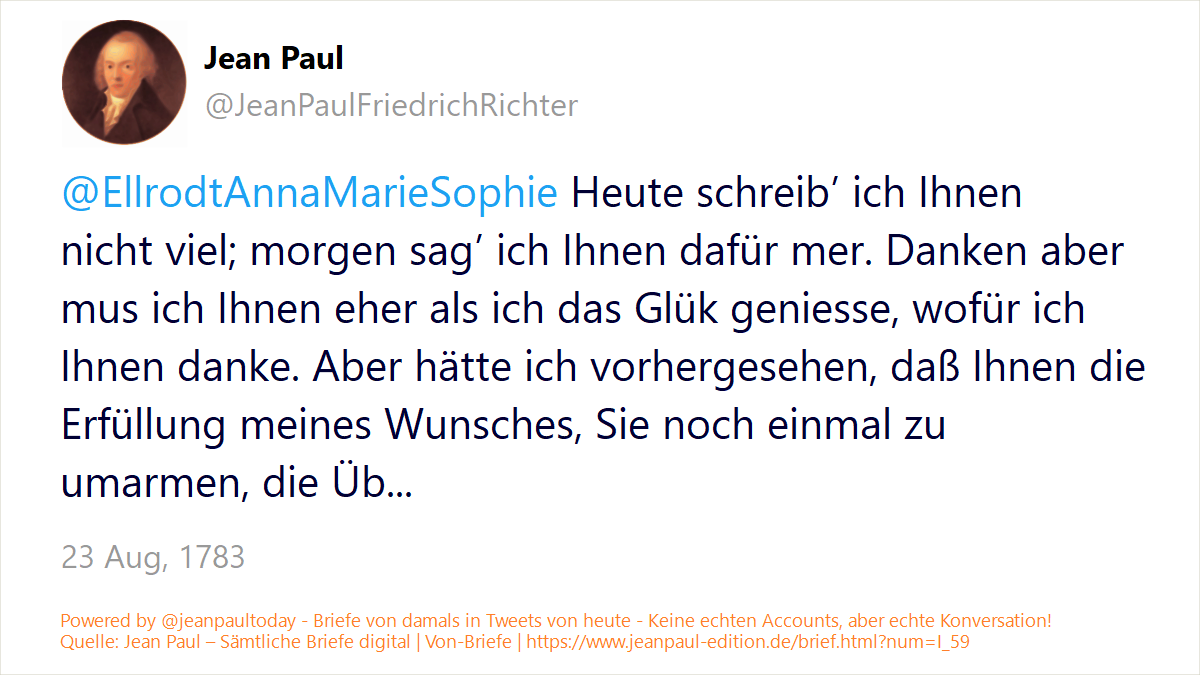 Jean Paul
@JeanPaulFriedrichRichter
@EllrodtAnnaMarieSophie Heute schreib’ ich Ihnen
nicht viel; morgen sag’ ich Ihnen dafür mer. Danken aber
mus ich Ihnen eher als ich das Glük geniesse, wofür ich
Ihnen danke. Aber hätte ich vorhergesehen, daß Ihnen die
Erfüllung meines Wunsches, Sie noch einmal zu
umarmen, die Üb...
23 Aug, 1783
Powered by @jeanpaultoday - Briefe von damals in Tweets von heute - Keine echten Accounts, aber echte Konversation!
Quelle: Jean Paul – Sämtliche Briefe digital | Von-Briefe | https://www.jeanpaul-edition.de/brief.html?num=I_59